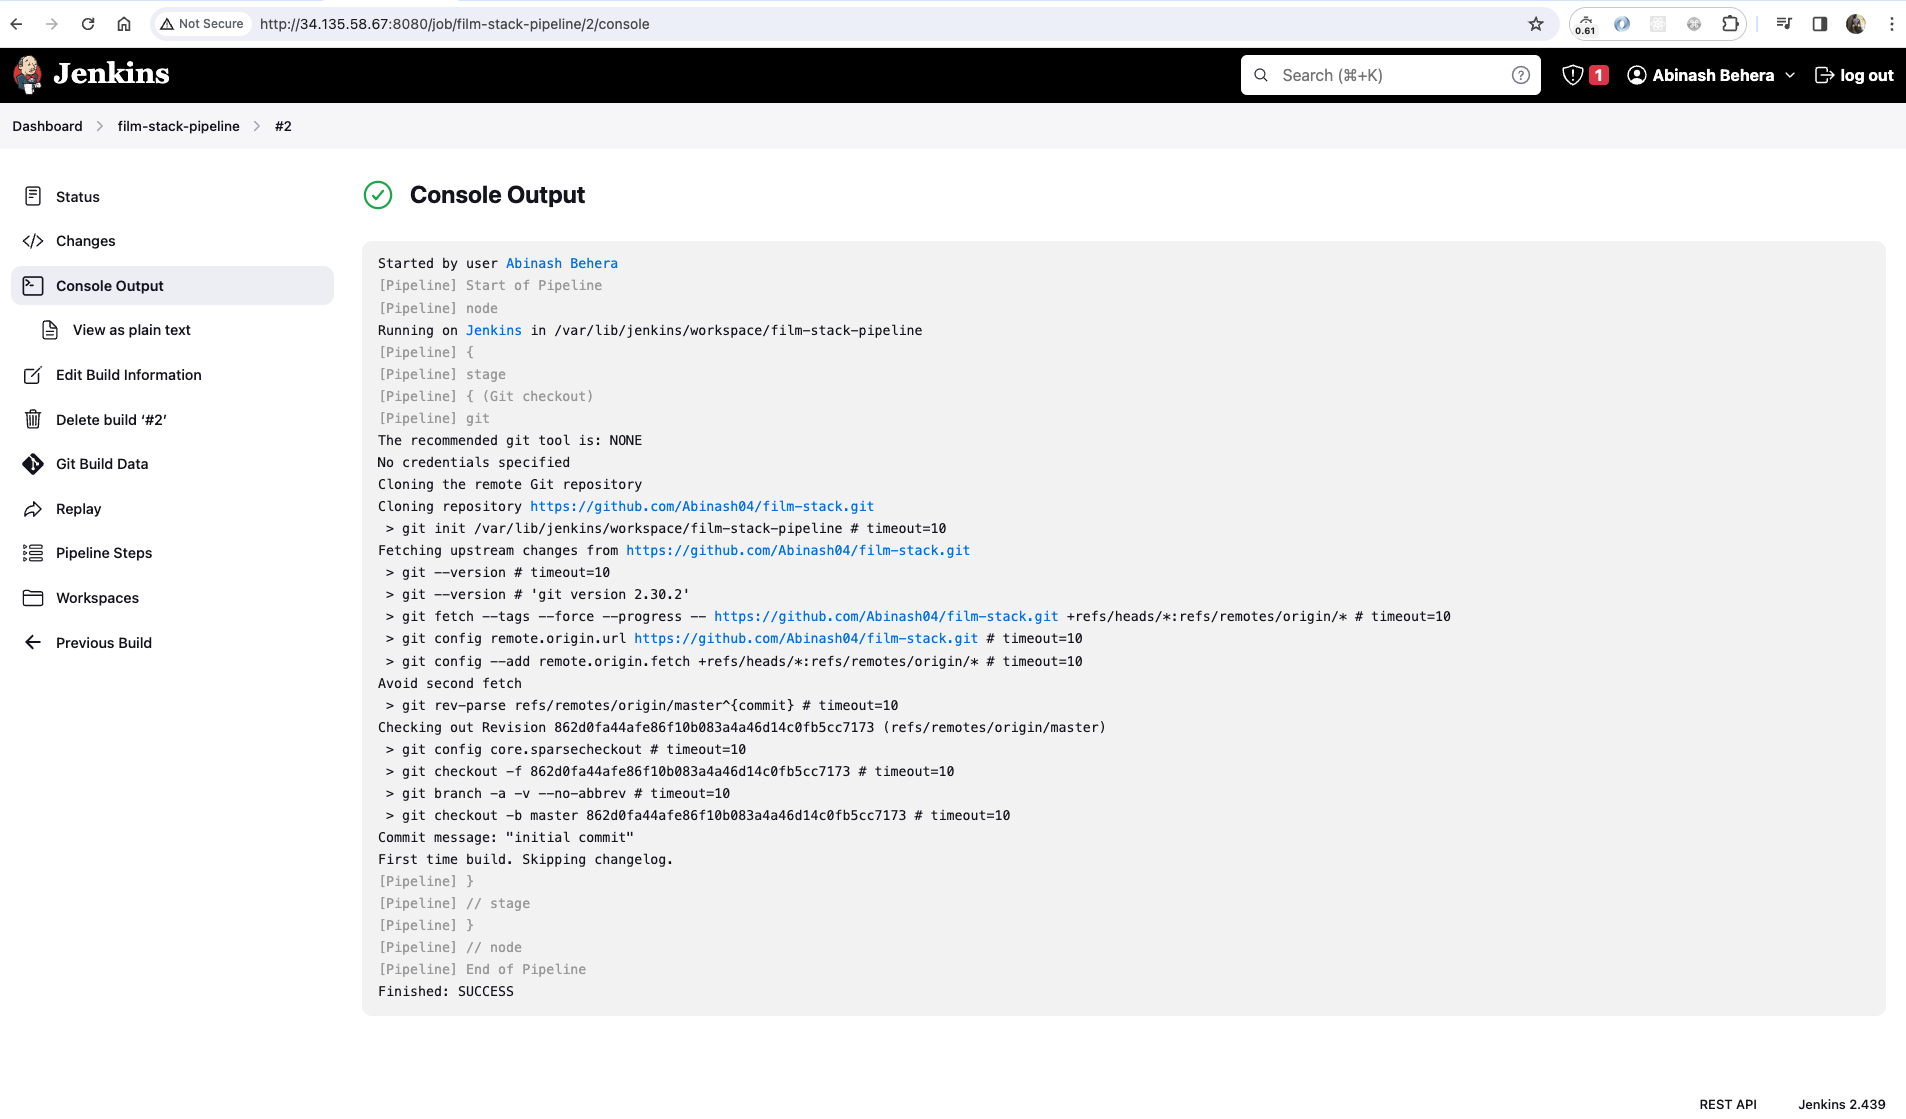 Not Secure http://34.135.58.67:8080/job/film-stack-pipeline/2/console
0.61
Jenkins
Search (⌘+K)
1
Abinash Behera
log out
Dashboard > film-stack-pipeline > #2
Status
Changes
Console Output
View as plain text
Edit Build Information
Delete build ‘#2’
Git Build Data
Replay
Pipeline Steps
Workspaces
Previous Build
Console Output
Started by user Abinash Behera
[Pipeline] Start of Pipeline
[Pipeline] node
Running on Jenkins in /var/lib/jenkins/workspace/film-stack-pipeline
[Pipeline] {
[Pipeline] stage
[Pipeline] { (Git checkout)
[Pipeline] git
The recommended git tool is: NONE
No credentials specified
Cloning the remote Git repository
Cloning repository https://github.com/Abinash04/film-stack.git
 > git init /var/lib/jenkins/workspace/film-stack-pipeline # timeout=10
Fetching upstream changes from https://github.com/Abinash04/film-stack.git
 > git --version # timeout=10
 > git --version # 'git version 2.30.2'
 > git fetch --tags --force --progress -- https://github.com/Abinash04/film-stack.git +refs/heads/*:refs/remotes/origin/* # timeout=10
 > git config remote.origin.url https://github.com/Abinash04/film-stack.git # timeout=10
 > git config --add remote.origin.fetch +refs/heads/*:refs/remotes/origin/* # timeout=10
Avoid second fetch
 > git rev-parse refs/remotes/origin/master^{commit} # timeout=10
Checking out Revision 862d0fa44afe86f10b083a4a46d14c0fb5cc7173 (refs/remotes/origin/master)
 > git config core.sparsecheckout # timeout=10
 > git checkout -f 862d0fa44afe86f10b083a4a46d14c0fb5cc7173 # timeout=10
 > git branch -a -v --no-abbrev # timeout=10
 > git checkout -b master 862d0fa44afe86f10b083a4a46d14c0fb5cc7173 # timeout=10
Commit message: "initial commit"
First time build. Skipping changelog.
[Pipeline] }
[Pipeline] // stage
[Pipeline] }
[Pipeline] // node
[Pipeline] End of Pipeline
Finished: SUCCESS
REST API
Jenkins 2.439